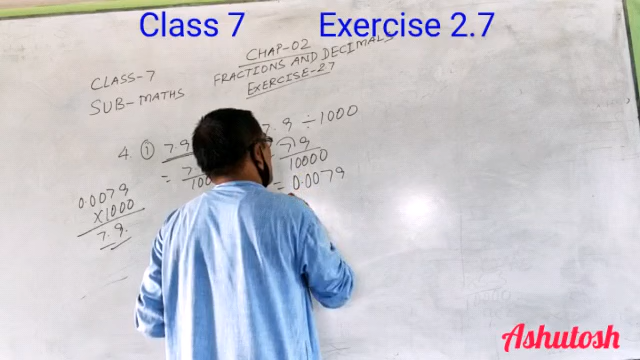 Class 7 Exercise 2.7
CHAP-02
CLASS-7 FRACTIONS AND DECIMALS
SUB-MATHS EXERCISE-2.7
4. ① 7.9 7.9 ÷ 1000
79
10000
= 0.0079
0.0079
×1000
7.9.
Ashutosh